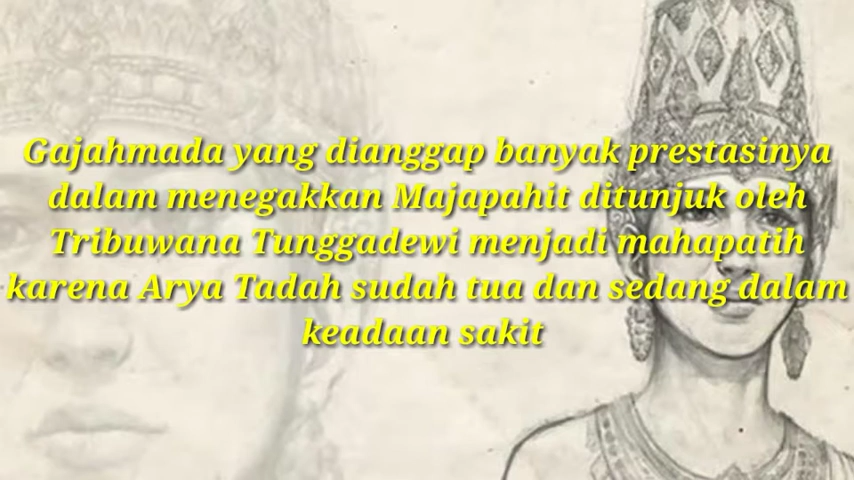 Gajahmada yang dianggap banyak prestasinya
dalam menegakkan Majapahit ditunjuk oleh
Tribuwana Tunggadewi menjadi mahapatih
karena Arya Tadah sudah tua dan sedang dalam
keadaan sakit